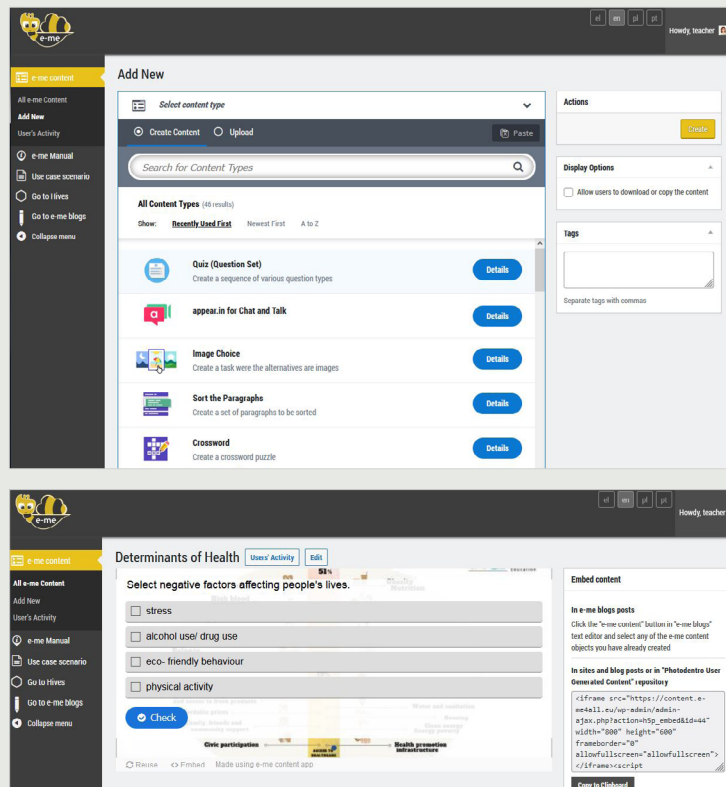 e-me
el en pl pt
Howdy, teacher
e-me content
All e-me Content
Add New
User's Activity
e-me Manual
Use case scenario
Go to Hives
Go to e-me blogs
Collapse menu
Add New
Select content type
Create Content Upload
Paste
Search for Content Types
All Content Types (46 results)
Show: Recently Used First Newest First A to Z
Quiz (Question Set)
Create a sequence of various question types
Details
appear.in for Chat and Talk
Details
Image Choice
Create a task were the alternatives are images
Details
Sort the Paragraphs
Create a set of paragraphs to be sorted
Details
Crossword
Create a crossword puzzle
Details
Actions
Create
Display Options
Allow users to download or copy the content
Tags
Separate tags with commas
e-me
el en pl pt
Howdy, teacher
e-me content
All e-me Content
Add New
User's Activity
e-me Manual
Use case scenario
Go to Hives
Go to e-me blogs
Collapse menu
Determinants of Health Users' Activity Edit
51%
Select negative factors affecting people's lives.
stress
alcohol use/ drug use
eco- friendly behaviour
physical activity
Check
Civic participation
Health promotion
infrastructure
Reuse <> Embed Made using e-me content app
Embed content
In e-me blogs posts
Click the "e-me content" button in "e-me blogs"
text editor and select any of the e-me content
objects you have already created
In sites and blog posts or in "Photodentro User
Generated Content" repository
<iframe src="https://content.e-
me4all.eu/wp-admin/admin-
ajax.php?action=h5p_embed&id=44"
width="800" height="600"
frameborder="0"
allowfullscreen="allowfullscreen">
</iframe><script
Copy to Clipboard